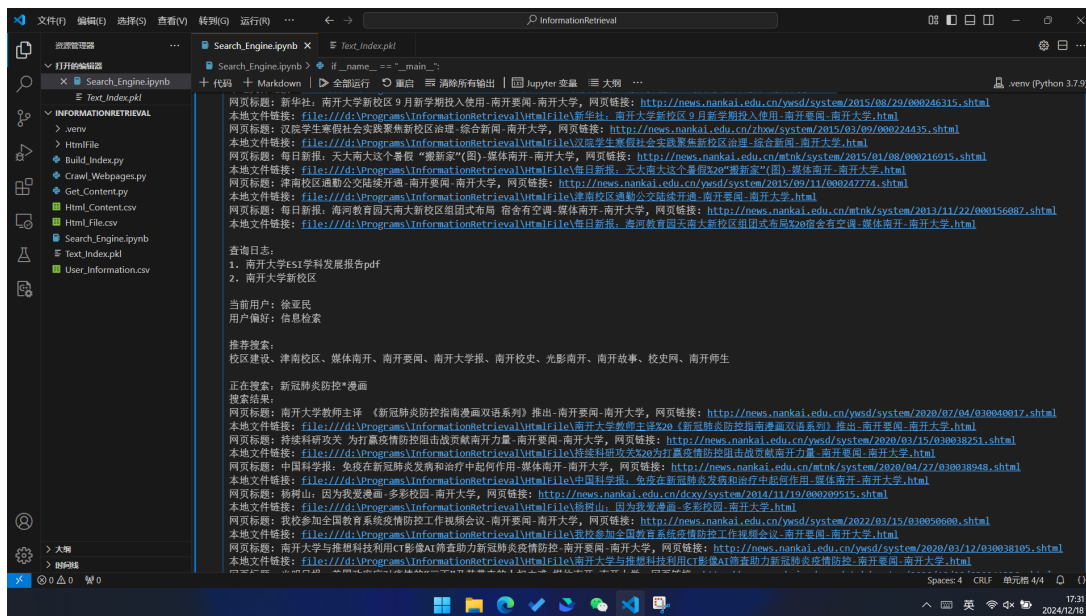 文件(F) 编辑(E) 选择(S) 查看(V) 转到(G) 运行(R) ··· InformationRetrieval
资源管理器 ··· Search_Engine.ipynb Text_Index.pkl
打开的编辑器 Search_Engine.ipynb > if __name__ == "__main__":
Search_Engine.ipynb + 代码 + Markdown 全部运行 重启 清除所有输出 Jupyter 变量 大纲 ··· .venv (Python 3.7.9)
Text_Index.pkl
INFORMATIONRETRIEVAL
.venv
HtmlFile
Build_Index.py
Crawl_Webpages.py
Get_Content.py
Html_Content.csv
Html_File.csv
Search_Engine.ipynb
Text_Index.pkl
User_Information.csv
大纲
时间线
网页标题: 新华社: 南开大学新校区９月新学期投入使用-南开要闻-南开大学, 网页链接: http://news.nankai.edu.cn/ywsd/system/2015/08/29/000246315.shtml
本地文件链接: file:///d:\Programs\InformationRetrieval\HtmlFile\新华社: 南开大学新校区９月新学期投入使用-南开要闻-南开大学.html
网页标题: 汉院学生寒假社会实践聚焦新校区治理-综合新闻-南开大学, 网页链接: http://news.nankai.edu.cn/zhxw/system/2015/03/09/000224435.shtml
本地文件链接: file:///d:\Programs\InformationRetrieval\HtmlFile\汉院学生寒假社会实践聚焦新校区治理-综合新闻-南开大学.html
网页标题: 每日新报: 天大南大这个暑假 “搬新家”(图)-媒体南开-南开大学, 网页链接: http://news.nankai.edu.cn/mtnk/system/2015/01/08/000216915.shtml
本地文件链接: file:///d:\Programs\InformationRetrieval\HtmlFile\每日新报: 天大南大这个暑假%20“搬新家”(图)-媒体南开-南开大学.html
网页标题: 津南校区通勤公交陆续开通-南开要闻-南开大学, 网页链接: http://news.nankai.edu.cn/ywsd/system/2015/09/11/000247774.shtml
本地文件链接: file:///d:\Programs\InformationRetrieval\HtmlFile\津南校区通勤公交陆续开通-南开要闻-南开大学.html
网页标题: 每日新报: 海河教育园天南大新校区组团式布局 宿舍有空调-媒体南开-南开大学, 网页链接: http://news.nankai.edu.cn/mtnk/system/2013/11/22/000156087.shtml
本地文件链接: file:///d:\Programs\InformationRetrieval\HtmlFile\每日新报: 海河教育园天南大新校区组团式布局%20宿舍有空调-媒体南开-南开大学.html
查询日志:
1. 南开大学ESI学科发展报告pdf
2. 南开大学新校区
当前用户: 徐亚民
用户偏好: 信息检索
推荐搜索:
校区建设、津南校区、媒体南开、南开要闻、南开大学报、南开校史、光影南开、南开故事、校史网、南开师生
正在搜索: 新冠肺炎防控*漫画
搜索结果:
网页标题: 南开大学教师主译 《新冠肺炎防控指南漫画双语系列》推出-南开要闻-南开大学, 网页链接: http://news.nankai.edu.cn/ywsd/system/2020/07/04/030040017.shtml
本地文件链接: file:///d:\Programs\InformationRetrieval\HtmlFile\南开大学教师主译%20《新冠肺炎防控指南漫画双语系列》推出-南开要闻-南开大学.html
网页标题: 持续科研攻关 为打赢疫情防控阻击战贡献南开力量-南开要闻-南开大学, 网页链接: http://news.nankai.edu.cn/ywsd/system/2020/03/15/030038251.shtml
本地文件链接: file:///d:\Programs\InformationRetrieval\HtmlFile\持续科研攻关%20为打赢疫情防控阻击战贡献南开力量-南开要闻-南开大学.html
网页标题: 中国科学报: 免疫在新冠肺炎发病和治疗中起何作用-媒体南开-南开大学, 网页链接: http://news.nankai.edu.cn/mtnk/system/2020/04/27/030038948.shtml
本地文件链接: file:///d:\Programs\InformationRetrieval\HtmlFile\中国科学报: 免疫在新冠肺炎发病和治疗中起何作用-媒体南开-南开大学.html
网页标题: 杨树山: 因为我爱漫画-多彩校园-南开大学, 网页链接: http://news.nankai.edu.cn/dcxy/system/2014/11/19/000209515.shtml
本地文件链接: file:///d:\Programs\InformationRetrieval\HtmlFile\杨树山: 因为我爱漫画-多彩校园-南开大学.html
网页标题: 我校参加全国教育系统疫情防控工作视频会议-南开要闻-南开大学, 网页链接: http://news.nankai.edu.cn/ywsd/system/2022/03/15/030050600.shtml
本地文件链接: file:///d:\Programs\InformationRetrieval\HtmlFile\我校参加全国教育系统疫情防控工作视频会议-南开要闻-南开大学.html
网页标题: 南开大学与推想科技利用CT影像AI筛查助力新冠肺炎疫情防控-南开要闻-南开大学, 网页链接: http://news.nankai.edu.cn/ywsd/system/2020/03/12/030038105.shtml
本地文件链接: file:///d:\Programs\InformationRetrieval\HtmlFile\南开大学与推想科技利用CT影像AI筛查助力新冠肺炎疫情防控-南开要闻-南开大学.html
0 0 0 Spaces: 4 CRLF 单元格 4/4
英 17:31
2024/12/18